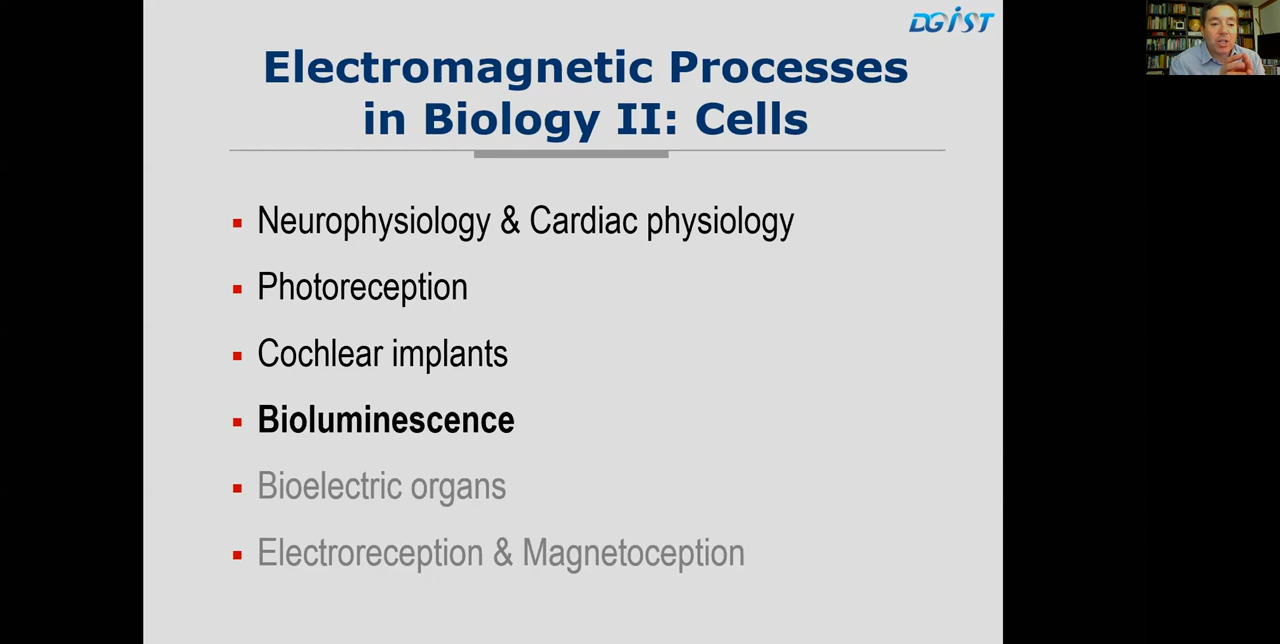 DGIST
Electromagnetic Processes
in Biology II: Cells
Neurophysiology & Cardiac physiology
Photoreception
Cochlear implants
Bioluminescence
Bioelectric organs
Electroreception & Magnetoception